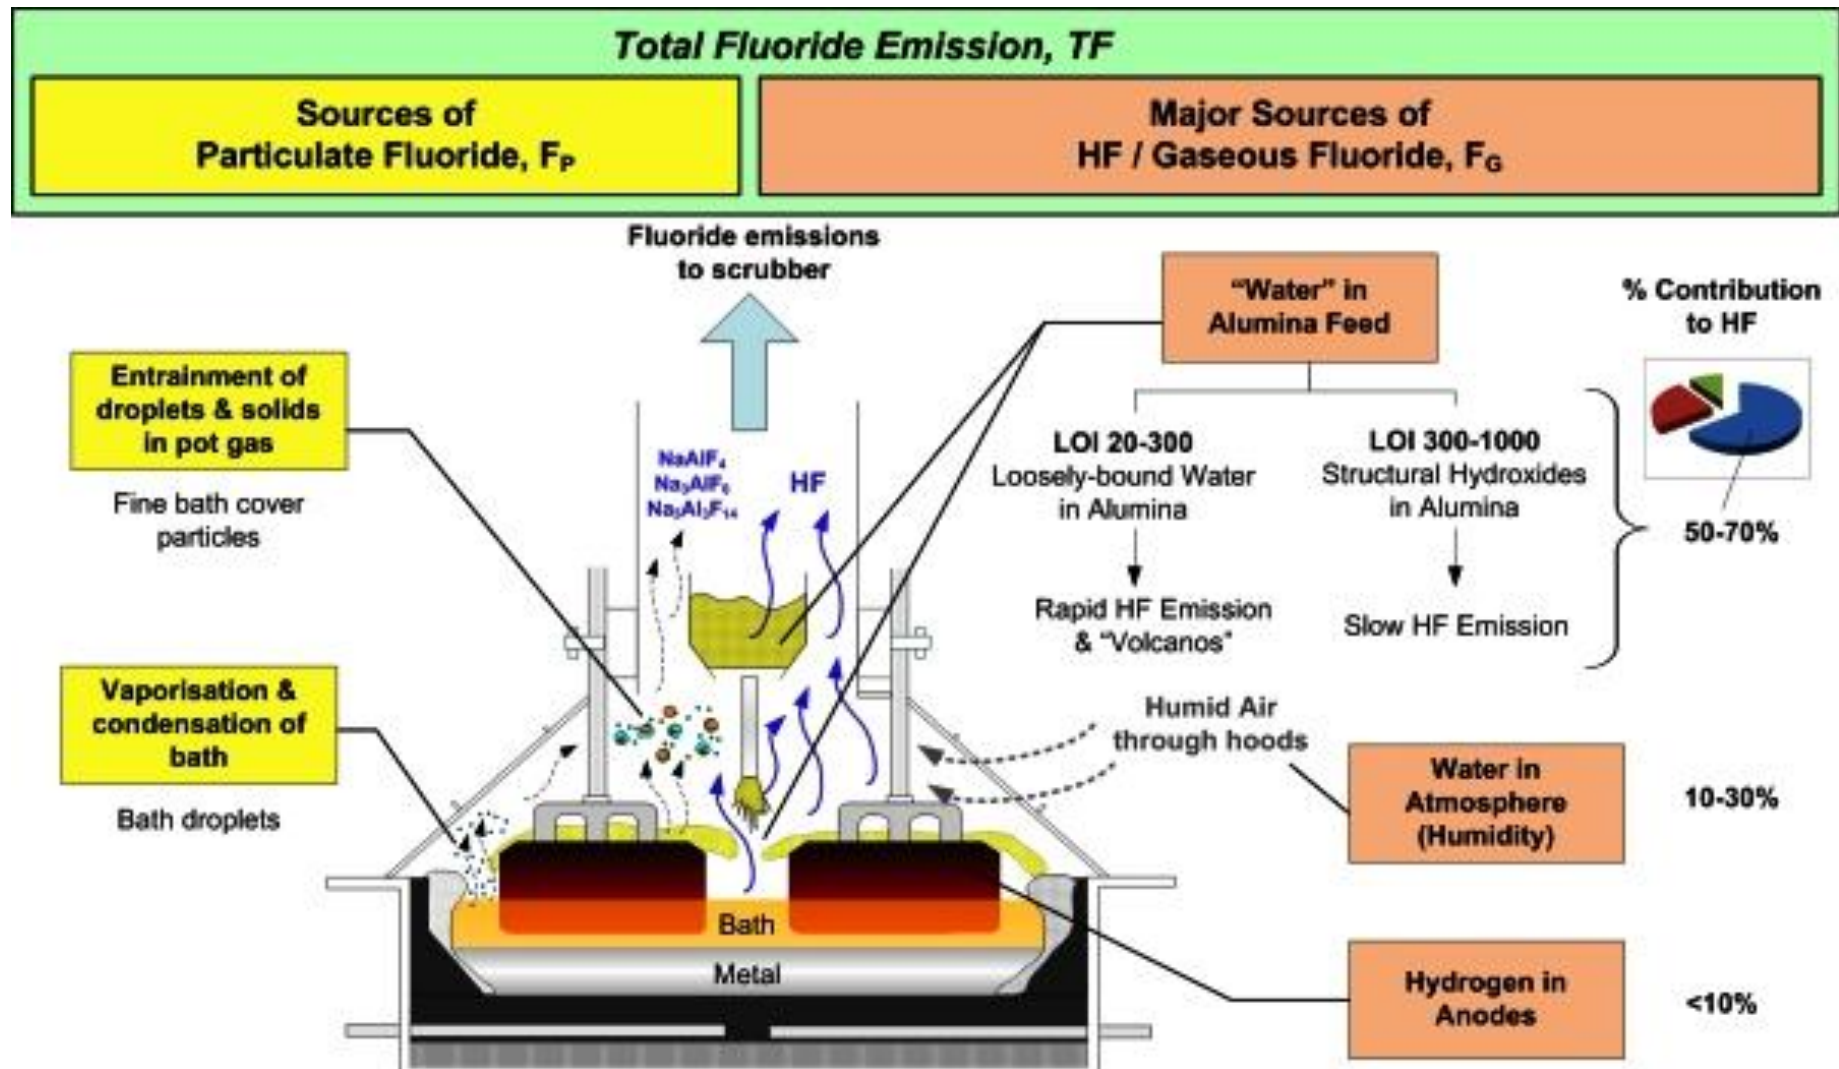 Total Fluoride Emission, TF
Sources of
Particulate Fluoride, Fₚ
Major Sources of
HF / Gaseous Fluoride, F_G
Fluoride emissions
to scrubber
"Water" in
Alumina Feed
% Contribution
to HF
Entrainment of
droplets & solids
in pot gas
Fine bath cover
particles
NaAlF₄
Na₃AlF₆
Na₅Al₃F₁₄
HF
LOI 20-300
Loosely-bound Water
in Alumina
LOI 300-1000
Structural Hydroxides
in Alumina
50-70%
Rapid HF Emission
& "Volcanos"
Slow HF Emission
Vaporisation &
condensation of
bath
Bath droplets
Humid Air
through hoods
Water in
Atmosphere
(Humidity)
10-30%
Bath
Metal
Hydrogen in
Anodes
<10%